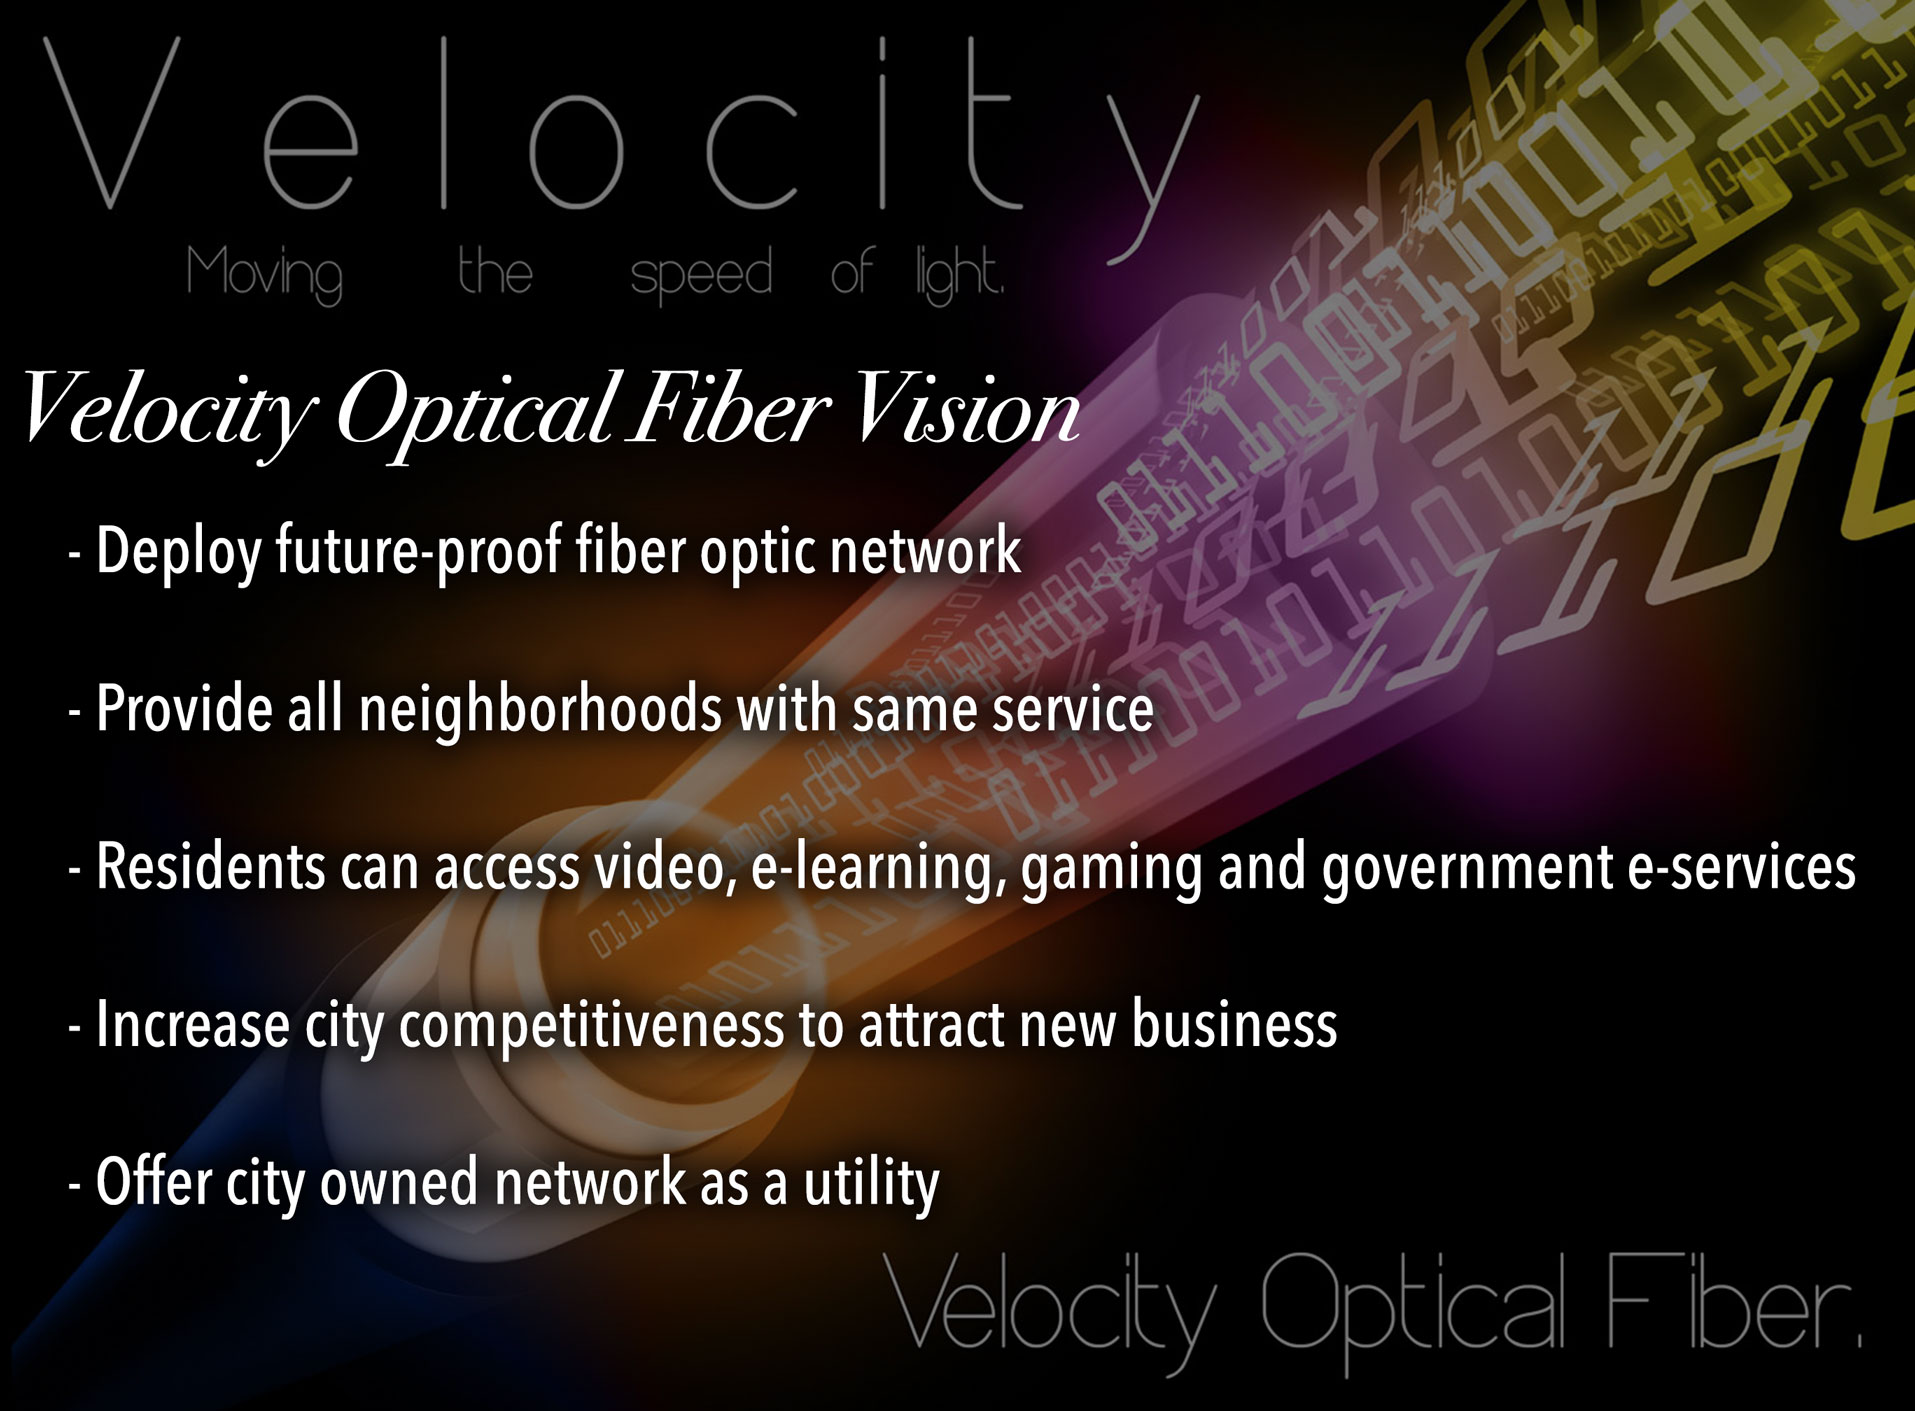 Velocity
Moving the speed of light.
Velocity Optical Fiber Vision
- Deploy future-proof fiber optic network
- Provide all neighborhoods with same service
- Residents can access video, e-learning, gaming and government e-services
- Increase city competitiveness to attract new business
- Offer city owned network as a utility
Velocity Optical Fiber.